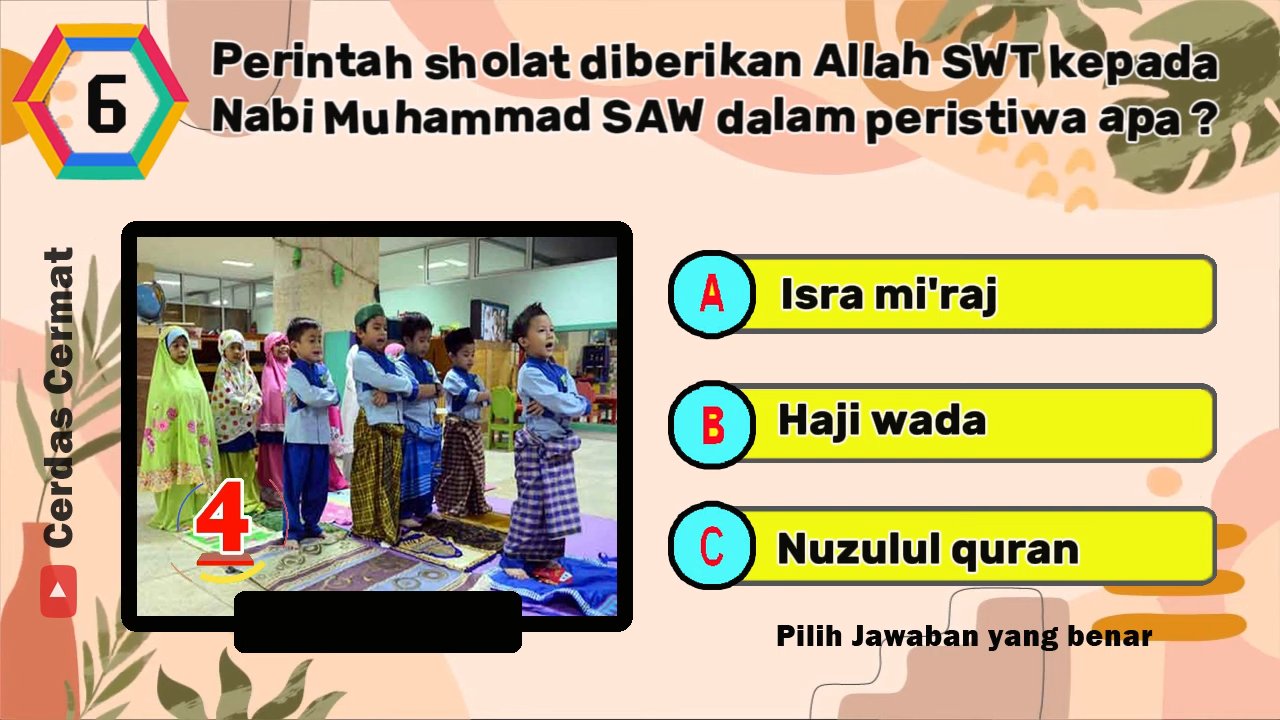 6
Perintah sholat diberikan Allah SWT kepada
Nabi Muhammad SAW dalam peristiwa apa ?
Cerdas Cermat
4
A Isra mi'raj
B Haji wada
C Nuzulul quran
Pilih Jawaban yang benar